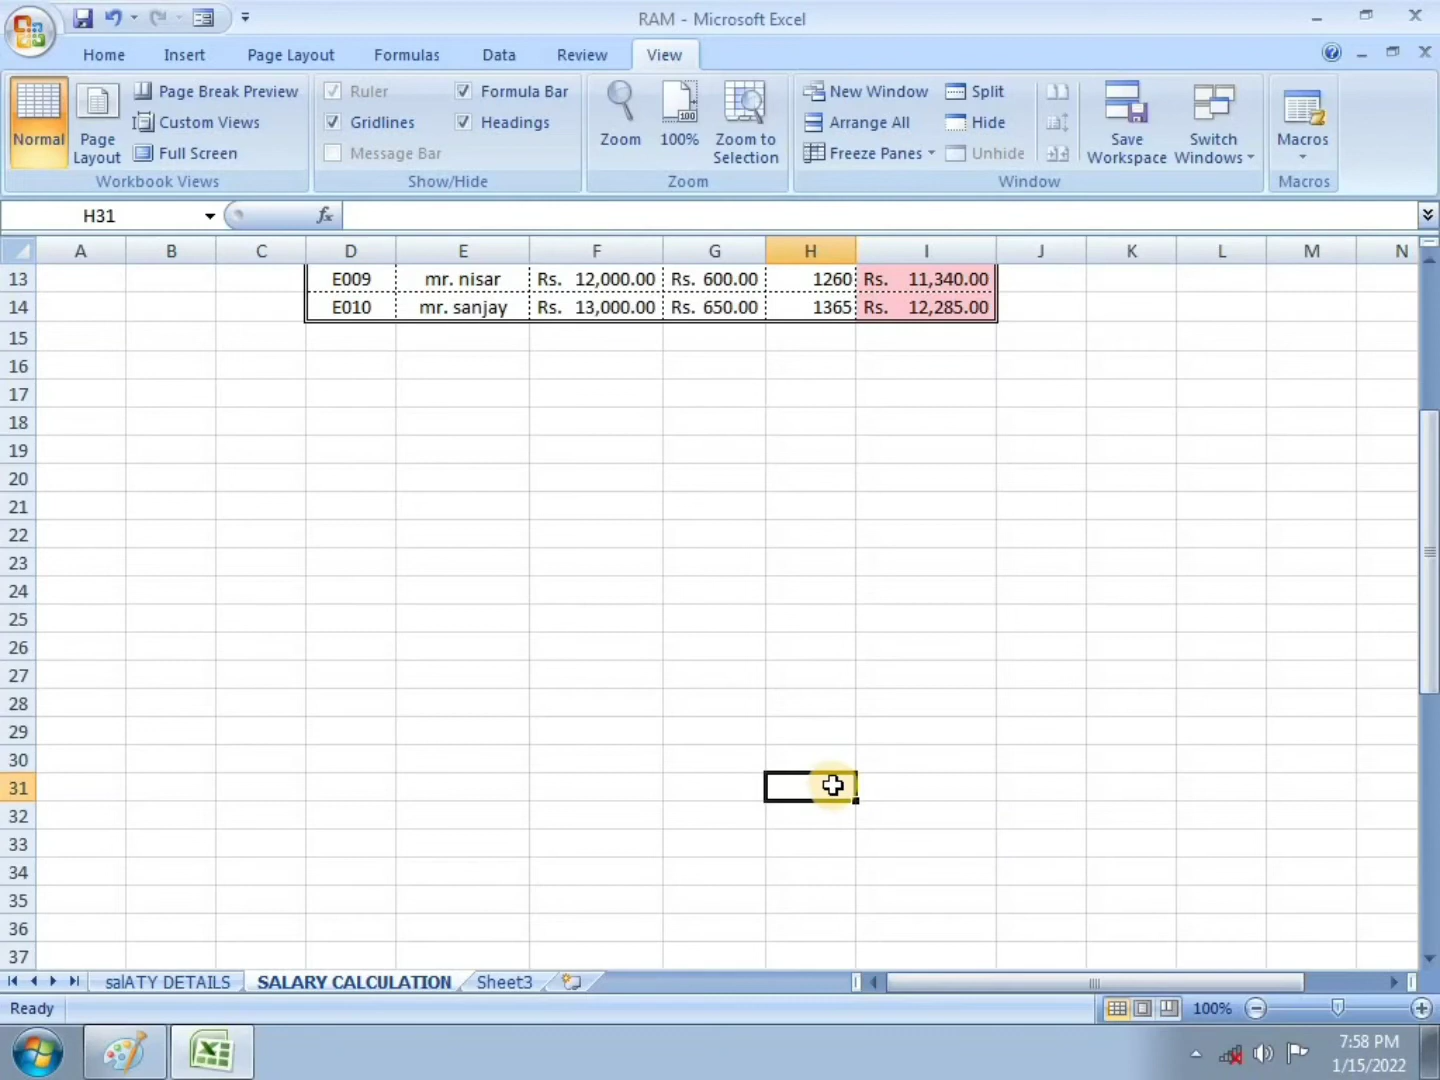 RAM - Microsoft Excel
Home Insert Page Layout Formulas Data Review View
Normal
Page Layout
Page Break Preview
Custom Views
Full Screen
Workbook Views
Ruler
Gridlines
Message Bar
Formula Bar
Headings
Show/Hide
Zoom
100
100%
Zoom to Selection
Zoom
New Window
Arrange All
Freeze Panes
Split
Hide
Unhide
Save Workspace
Switch Windows
Window
Macros
Macros
H31 fx
A B C D E F G H I J K L M N
13 E009 mr. nisar Rs. 12,000.00 Rs. 600.00 1260 Rs. 11,340.00
14 E010 mr. sanjay Rs. 13,000.00 Rs. 650.00 1365 Rs. 12,285.00
15
16
17
18
19
20
21
22
23
24
25
26
27
28
29
30
31
32
33
34
35
36
37
salATY DETAILS SALARY CALCULATION Sheet3
Ready 100%
7:58 PM
1/15/2022